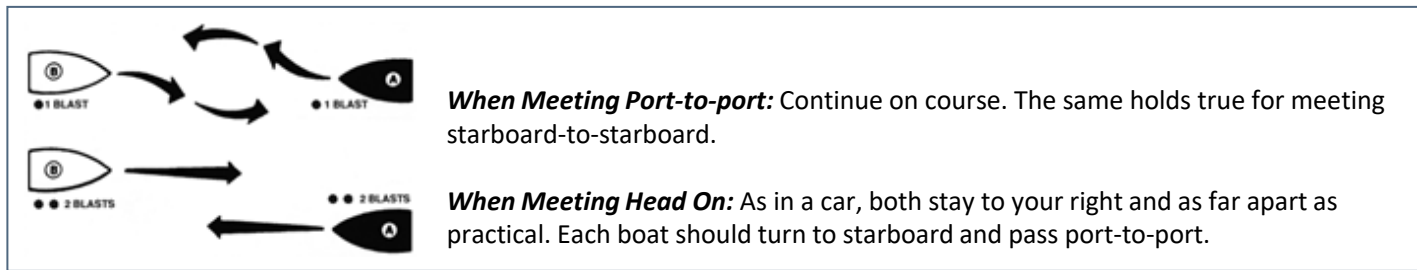 B
A
● 1 BLAST
● 1 BLAST
B
● ● 2 BLASTS
● ● 2 BLASTS
A
When Meeting Port-to-port: Continue on course. The same holds true for meeting
starboard-to-starboard.
When Meeting Head On: As in a car, both stay to your right and as far apart as
practical. Each boat should turn to starboard and pass port-to-port.